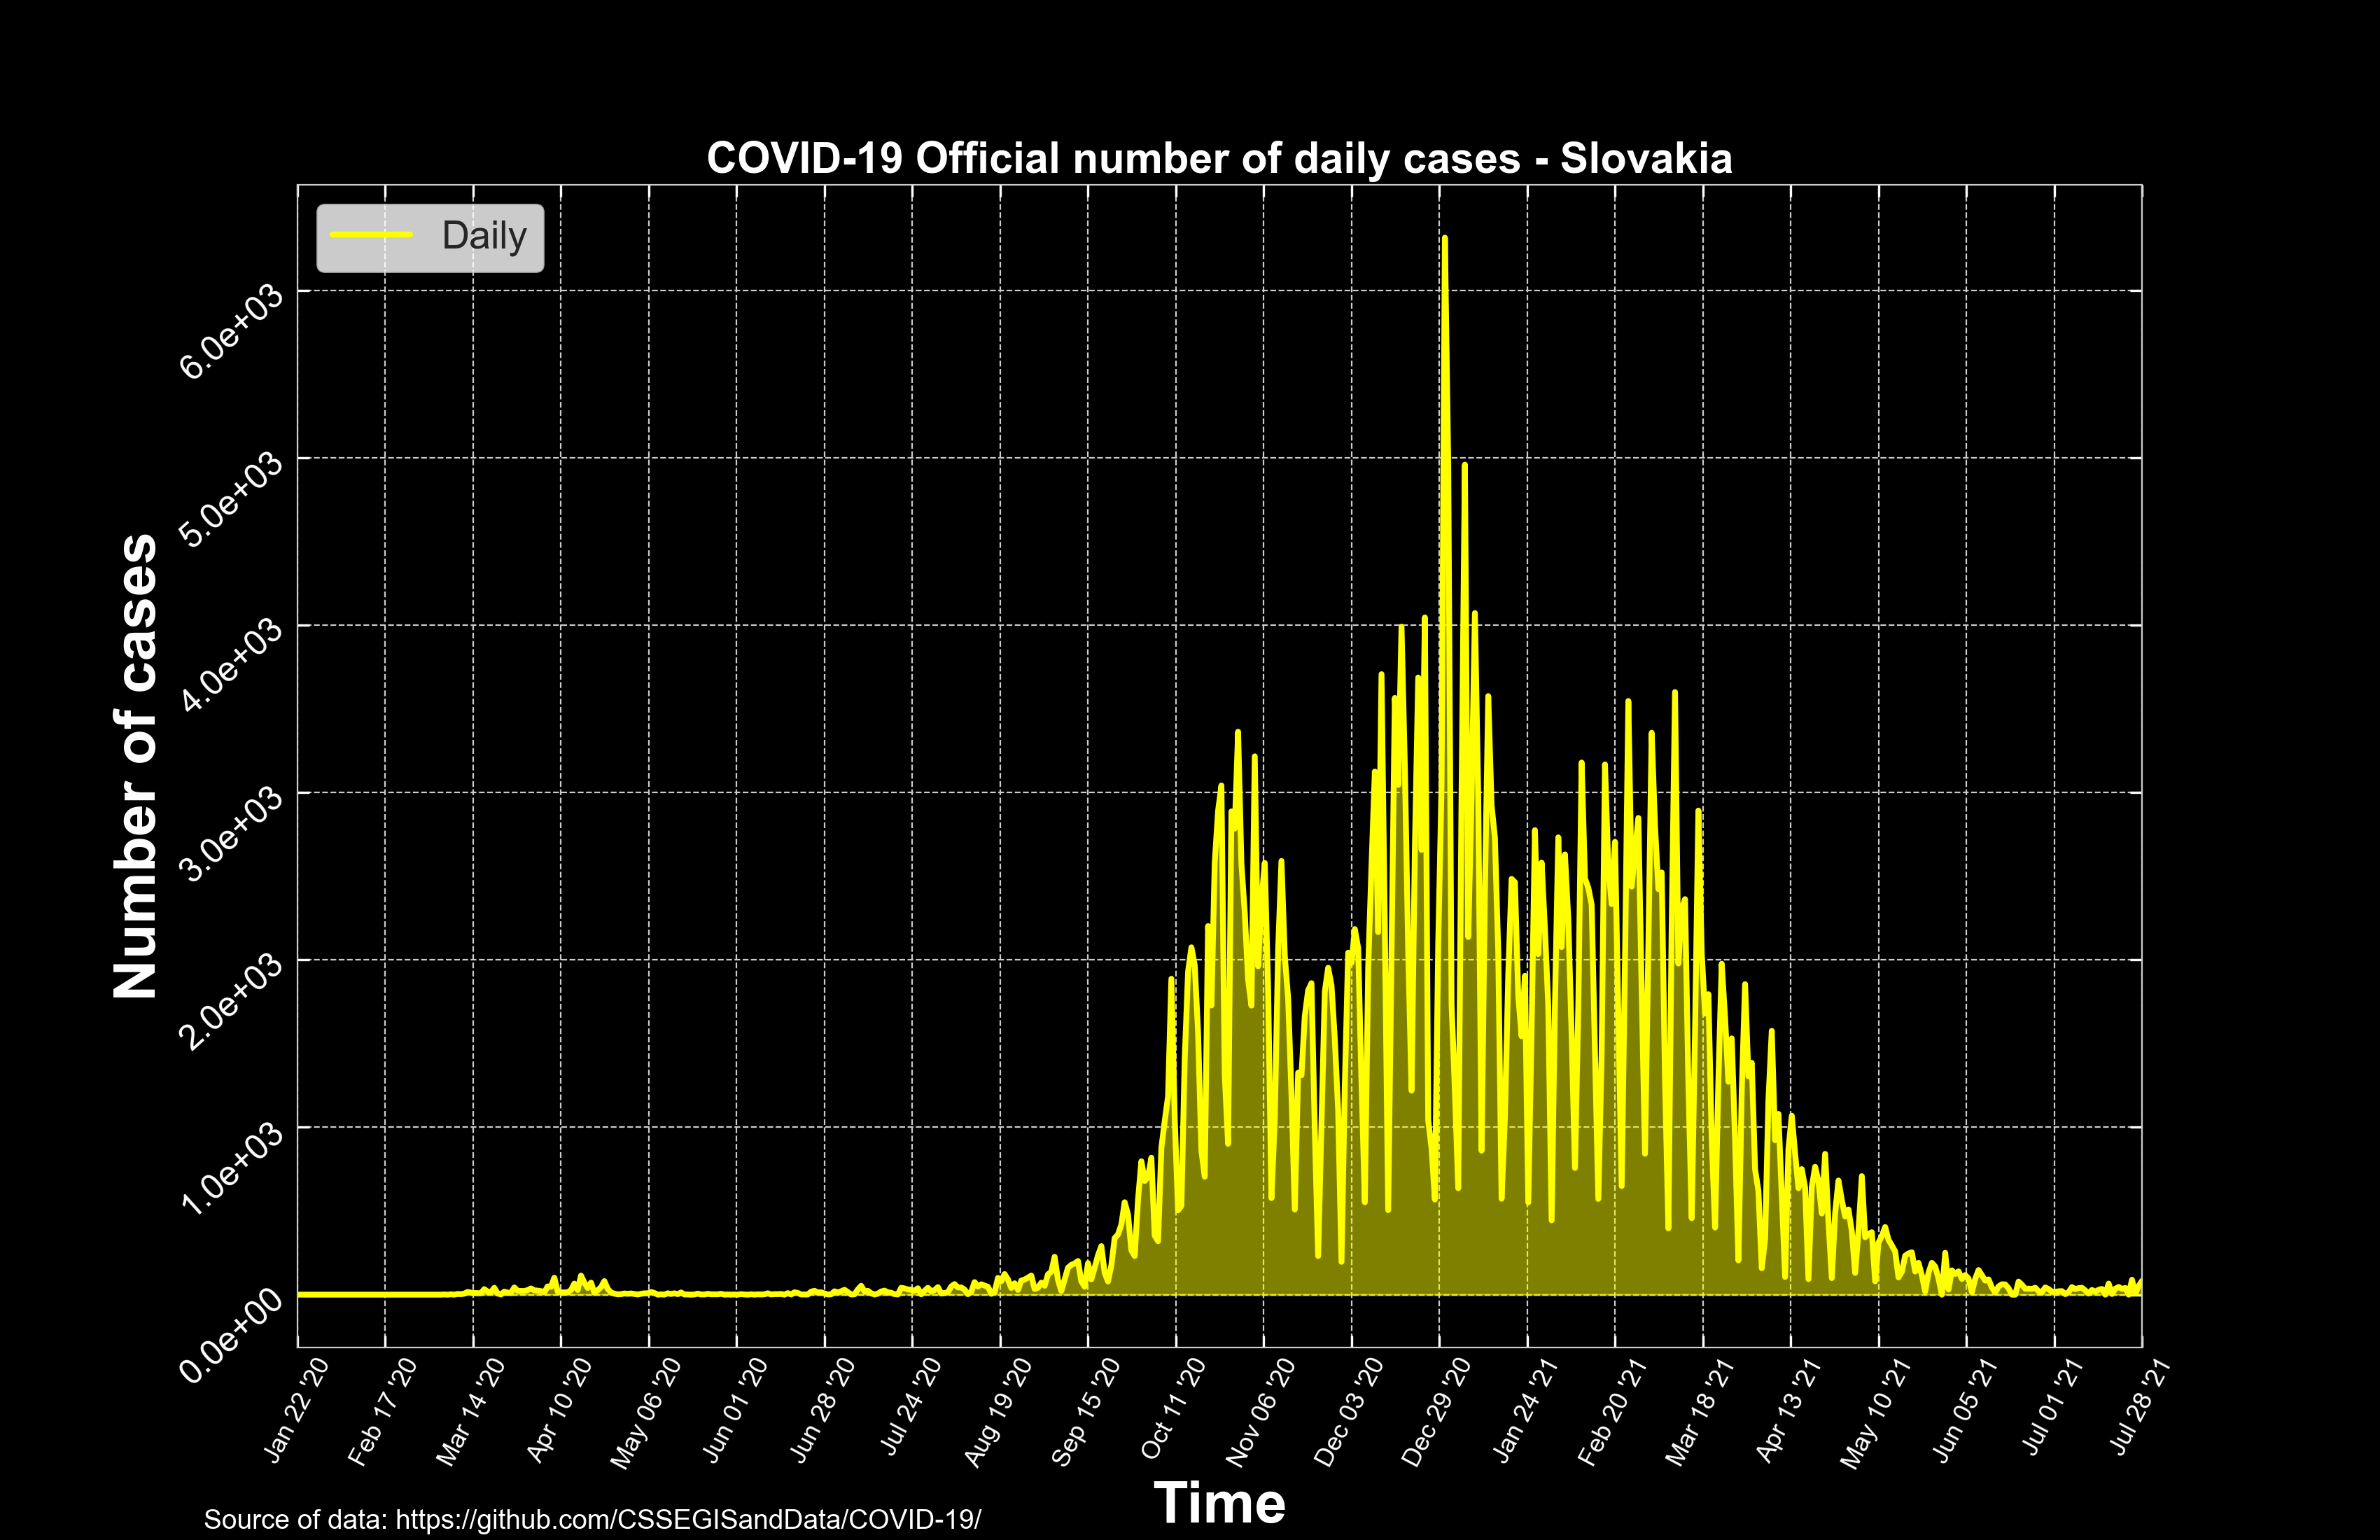 COVID-19 Official number of daily cases - Slovakia
Daily
Number of cases
6.0e+03
5.0e+03
4.0e+03
3.0e+03
2.0e+03
1.0e+03
0.0e+00
Jan 22 '20
Feb 17 '20
Mar 14 '20
Apr 10 '20
May 06 '20
Jun 01 '20
Jun 28 '20
Jul 24 '20
Aug 19 '20
Sep 15 '20
Oct 11 '20
Nov 06 '20
Dec 03 '20
Dec 29 '20
Jan 24 '21
Feb 20 '21
Mar 18 '21
Apr 13 '21
May 10 '21
Jun 05 '21
Jul 01 '21
Jul 28 '21
Time
Source of data: https://github.com/CSSEGISandData/COVID-19/